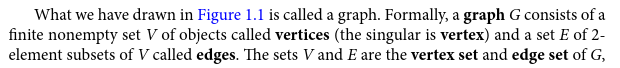 What we have drawn in Figure 1.1 is called a graph. Formally, a graph G consists of a
finite nonempty set V of objects called vertices (the singular is vertex) and a set E of 2-
element subsets of V called edges. The sets V and E are the vertex set and edge set of G,